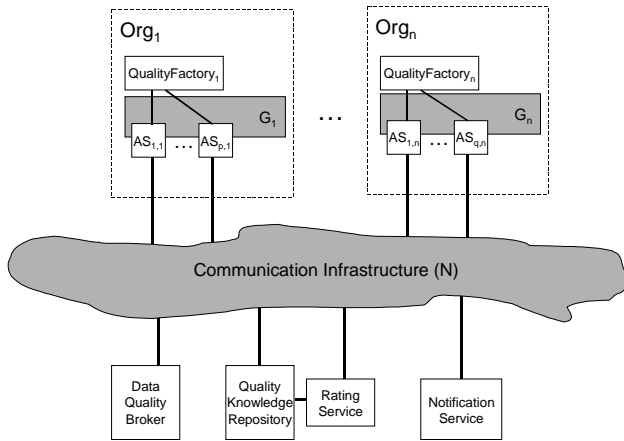 Org1
QualityFactory1
G1
AS1,1
...
ASp,1
...
Orgn
QualityFactoryn
Gn
AS1,n
...
ASq,n
Communication Infrastructure (N)
Data
Quality
Broker
Quality
Knowledge
Repository
Rating
Service
Notification
Service